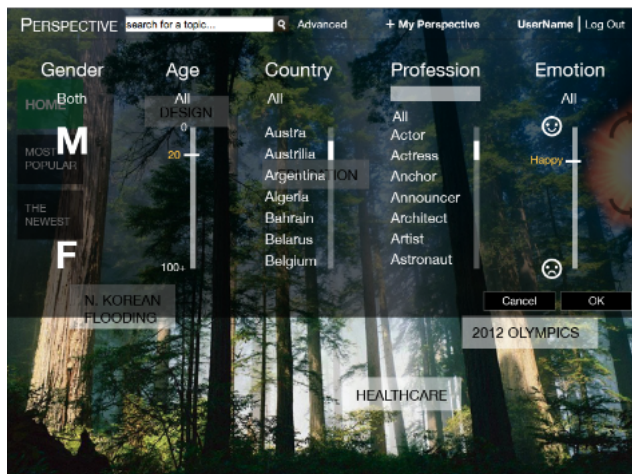 PERSPECTIVE search for a topic... Advanced + My Perspective UserName | Log Out
Gender Age Country Profession Emotion
Both All All All
HOME
DESIGN
M
0
20
100+
MOST
POPULAR
THE
NEWEST
F
Austra
Austrilia
Argentina
Algeria
Bahrain
Belarus
Belgium
All
Actor
Actress
Anchor
Announcer
Architect
Artist
Astronaut
Happy
Cancel OK
N. KOREAN
FLOODING
2012 OLYMPICS
HEALTHCARE